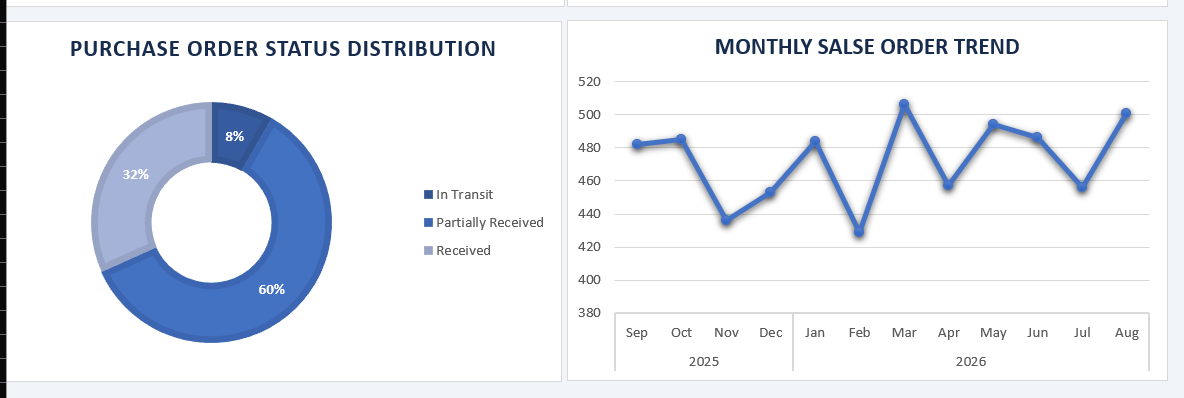 PURCHASE ORDER STATUS DISTRIBUTION
8%
32%
60%
In Transit
Partially Received
Received
MONTHLY SALSE ORDER TREND
520
500
480
460
440
420
400
380
Sep Oct Nov Dec Jan Feb Mar Apr May Jun Jul Aug
2025 2026